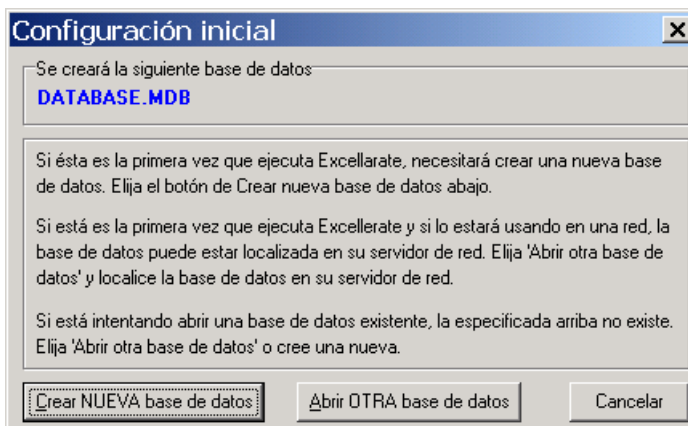 Configuración inicial
Se creará la siguiente base de datos
DATABASE.MDB
Si ésta es la primera vez que ejecuta Excellarate, necesitará crear una nueva base
de datos. Elija el botón de Crear nueva base de datos abajo.
Si está es la primera vez que ejecuta Excellerate y si lo estará usando en una red, la
base de datos puede estar localizada en su servidor de red. Elija 'Abrir otra base de
datos' y localice la base de datos en su servidor de red.
Si está intentando abrir una base de datos existente, la especificada arriba no existe.
Elija 'Abrir otra base de datos' o cree una nueva.
Crear NUEVA base de datos
Abrir OTRA base de datos
Cancelar